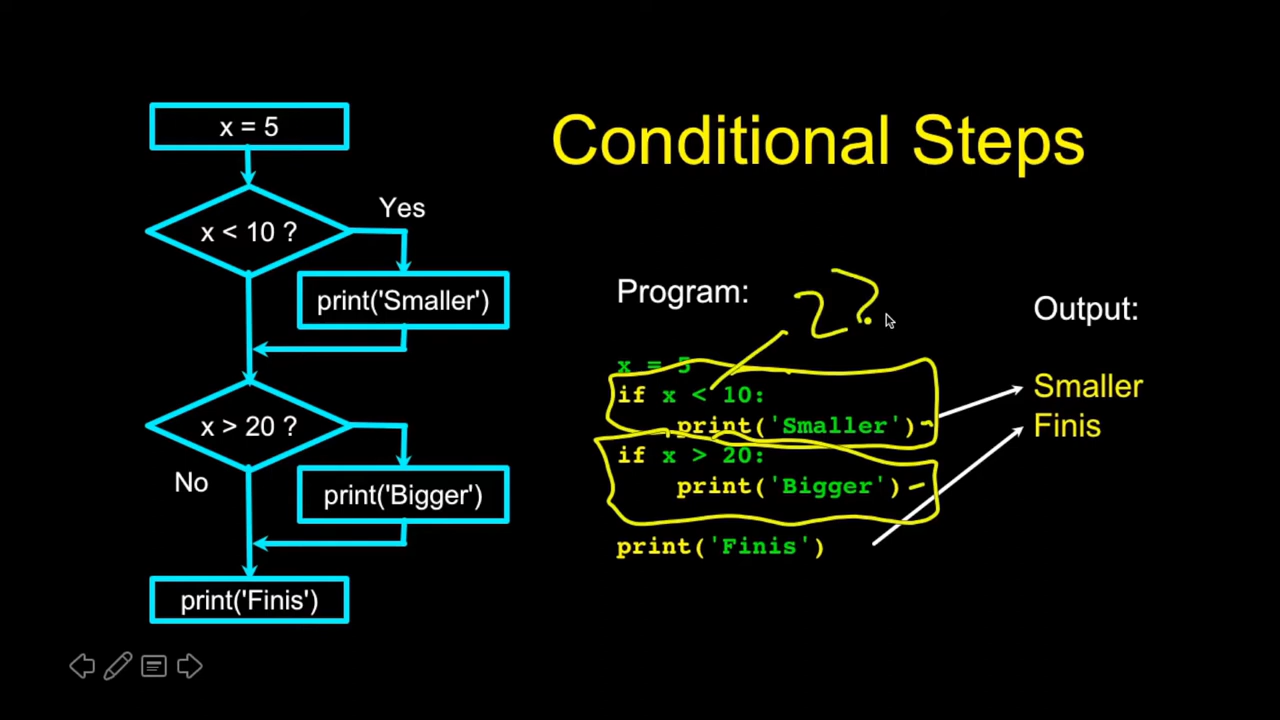 Conditional Steps
x = 5
x < 10 ?
Yes
print('Smaller')
x > 20 ?
No
print('Bigger')
print('Finis')
Program:
2?
x = 5
if x < 10:
    print('Smaller')
if x > 20:
    print('Bigger')
print('Finis')
Output:
Smaller
Finis